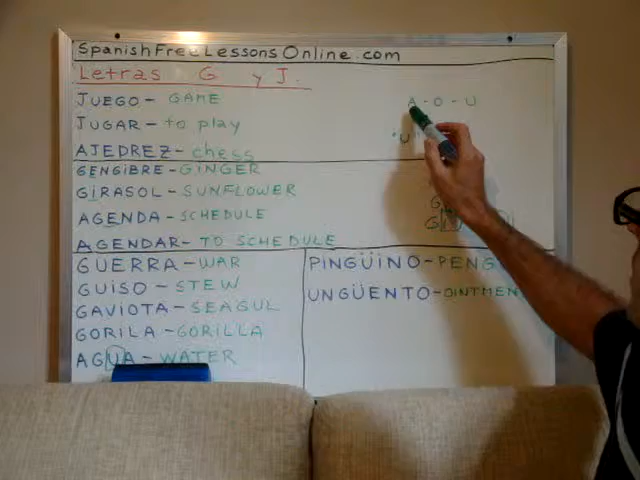 SpanishFreeLessonsOnline.com
Letras G y J.
JUEGO - GAME
JUGAR - to play
AJEDREZ - chess
GENGIBRE - GINGER
GIRASOL - SUNFLOWER
AGENDA - SCHEDULE
AGENDAR - TO SCHEDULE
GUERRA - WAR
GUISO - STEW
GAVIOTA - SEAGUL
GORILA - GORILLA
AGUA - WATER
A - O - U
PINGÜiNO -
UNGÜENTO - OINTMEN